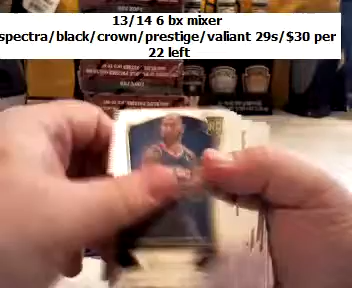 13/14 6 bx mixer
spectra/black/crown/prestige/valiant 29s/$30 per
22 left